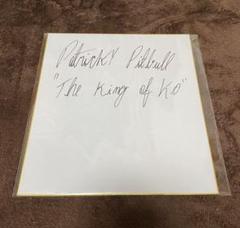 Patricky Pitbull
"The King of KO"